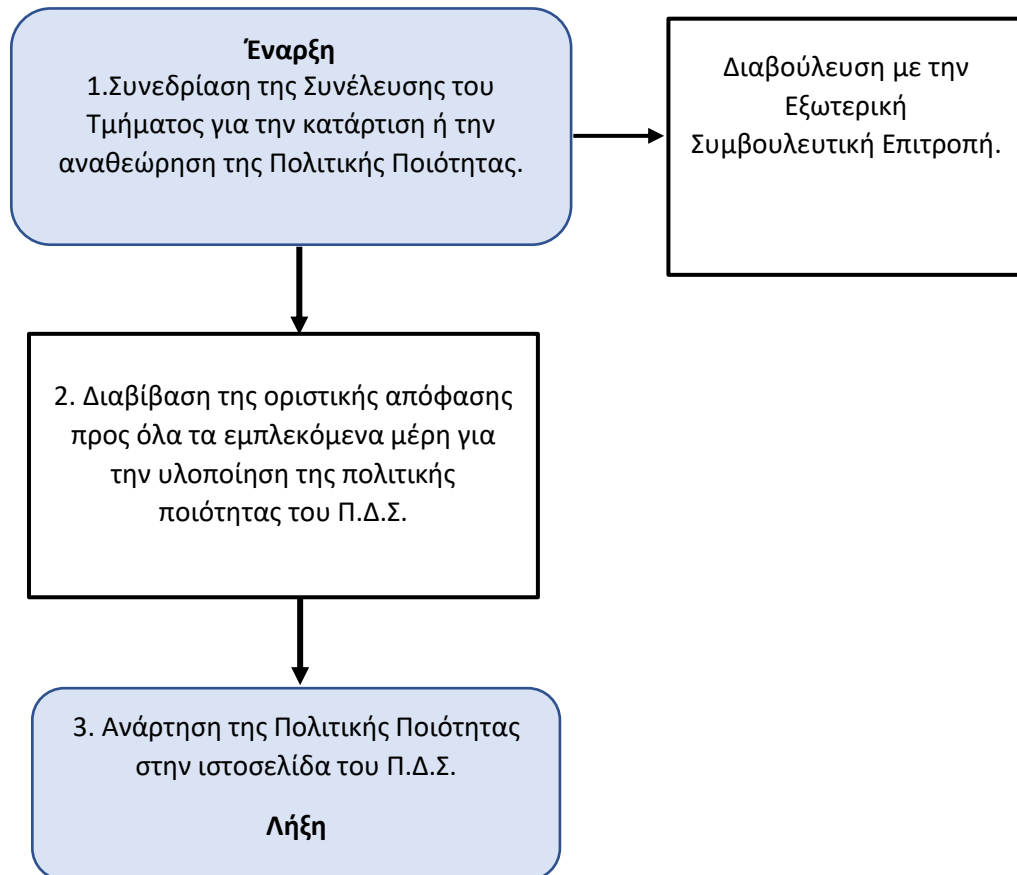 Έναρξη
1.Συνεδρίαση της Συνέλευσης του
Τμήματος για την κατάρτιση ή την
αναθεώρηση της Πολιτικής Ποιότητας.
Διαβούλευση με την
Εξωτερική
Συμβουλευτική Επιτροπή.
2. Διαβίβαση της οριστικής απόφασης
προς όλα τα εμπλεκόμενα μέρη για
την υλοποίηση της πολιτικής
ποιότητας του Π.Δ.Σ.
3. Ανάρτηση της Πολιτικής Ποιότητας
στην ιστοσελίδα του Π.Δ.Σ.
Λήξη